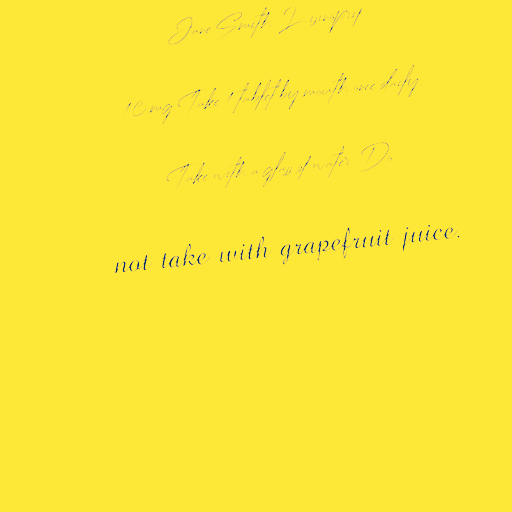 Jane Smith Lisinopril
10 mg Take 1 tablet by mouth once daily
Take with a glass of water Do
not take with grapefruit juice.